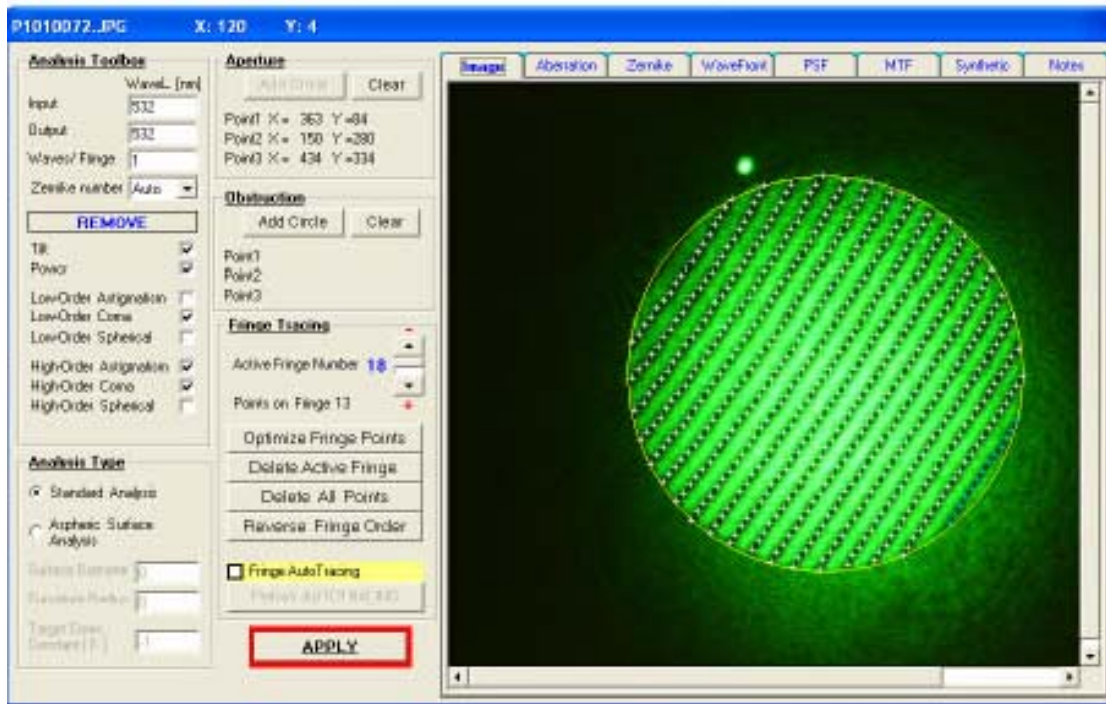 P1010072..JPG X: 120 Y: 4
Analysis Toolbox
WaveL. [nm]
Input 532
Output 532
Waves/ Fringe 1
Zernike number Auto
REMOVE
Tilt
Power
Low-Order Astigmatism
Low-Order Coma
Low-Order Spherical
High-Order Astigmatism
High-Order Coma
High-Order Spherical
Analysis Type
Standard Analysis
Aspheric Surface
Analysis
Aperture
Add Circle Clear
Point1 X = 363 Y =84
Point2 X = 150 Y =280
Point3 X = 434 Y =334
Obstruction
Add Circle Clear
Point1
Point2
Point3
Fringe Tracing
Active Fringe Number 18
Points on Fringe 13
Optimize Fringe Points
Delete Active Fringe
Delete All Points
Reverse Fringe Order
Fringe AutoTracing
APPLY
Image Aberration Zernike WaveFront PSF MTF Synthetic Notes